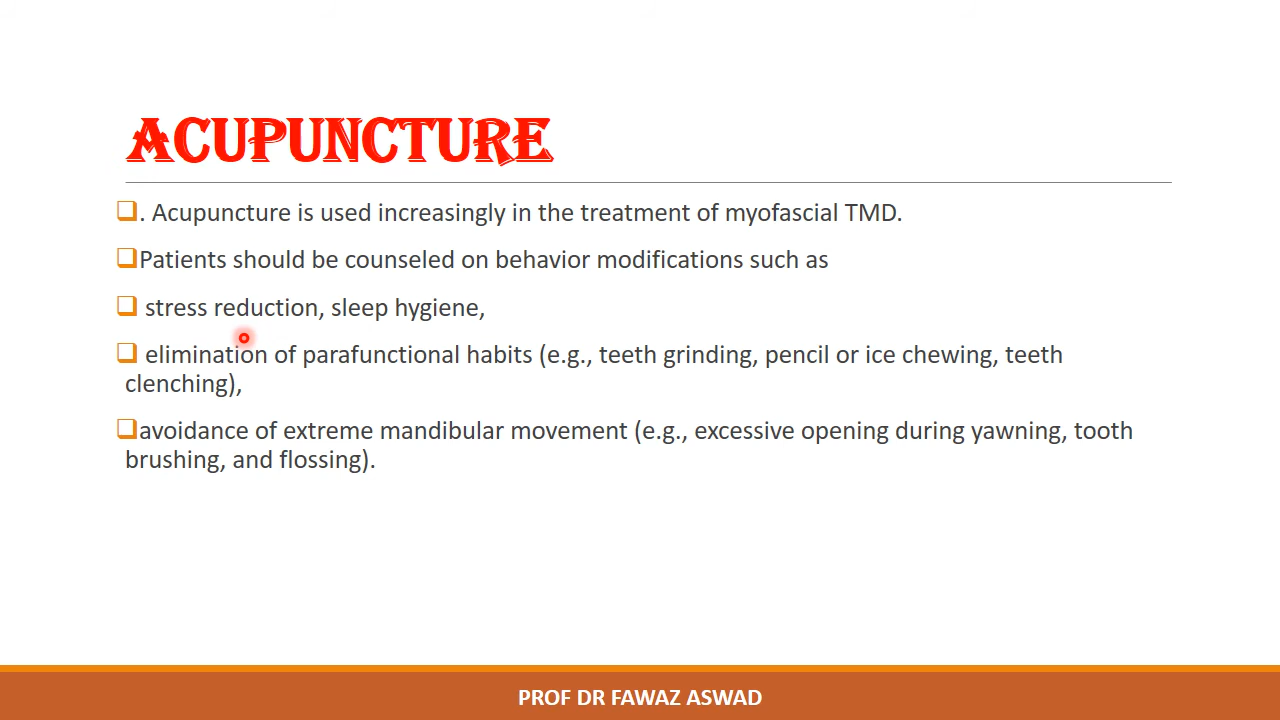 ACUPUNCTURE
❑. Acupuncture is used increasingly in the treatment of myofascial TMD.
❑Patients should be counseled on behavior modifications such as
❑ stress reduction, sleep hygiene,
❑ elimination of parafunctional habits (e.g., teeth grinding, pencil or ice chewing, teeth
clenching),
❑avoidance of extreme mandibular movement (e.g., excessive opening during yawning, tooth
brushing, and flossing).
PROF DR FAWAZ ASWAD